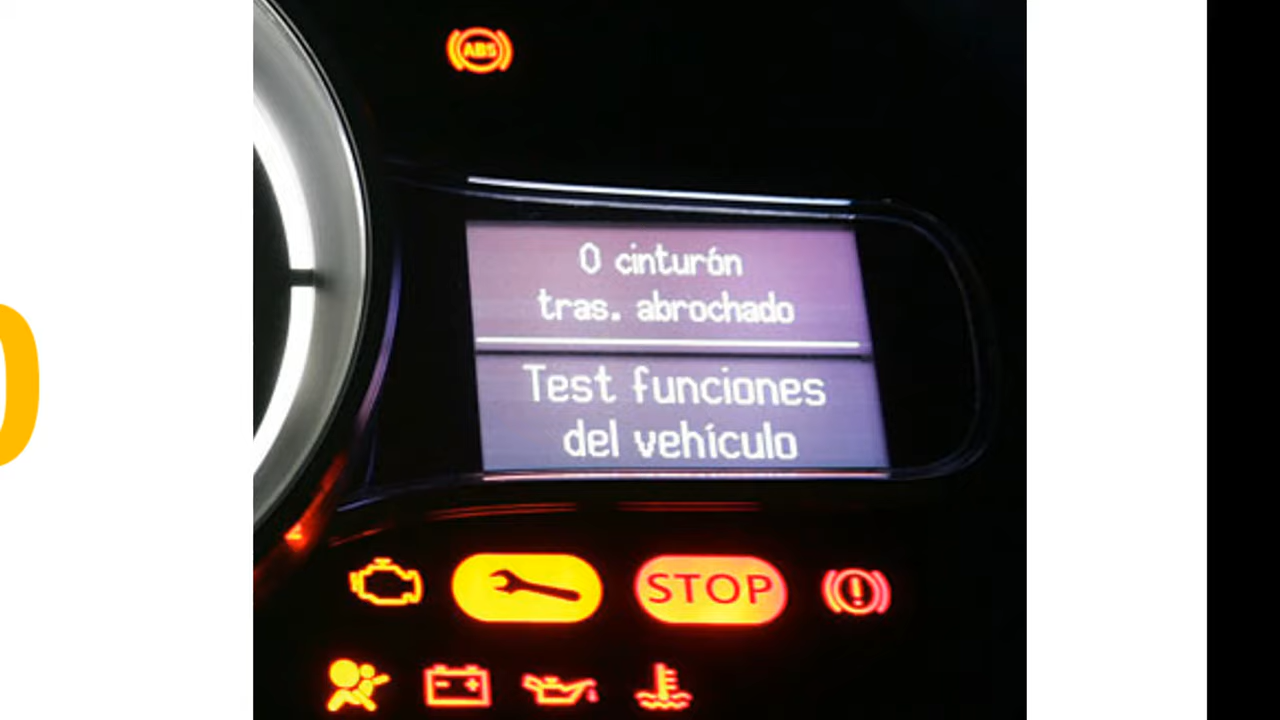 ABS
0 cinturón
tras. abrochado
Test funciones
del vehículo
STOP